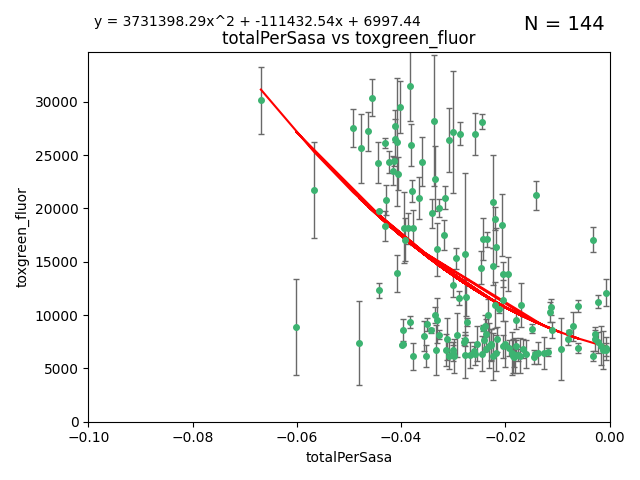 y = 3731398.29x^2 + -111432.54x + 6997.44
N = 144
totalPerSasa vs toxgreen_fluor
toxgreen_fluor
30000
25000
20000
15000
10000
5000
0
−0.10
−0.08
−0.06
−0.04
−0.02
0.00
totalPerSasa